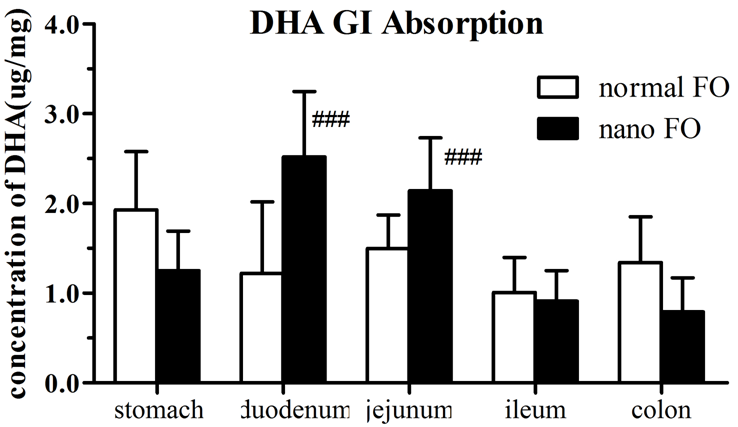 DHA GI Absorption
concentration of DHA(ug/mg)
4.0
3.0
2.0
1.0
0.0
normal FO
nano FO
###
###
stomach duodenum jejunum ileum colon